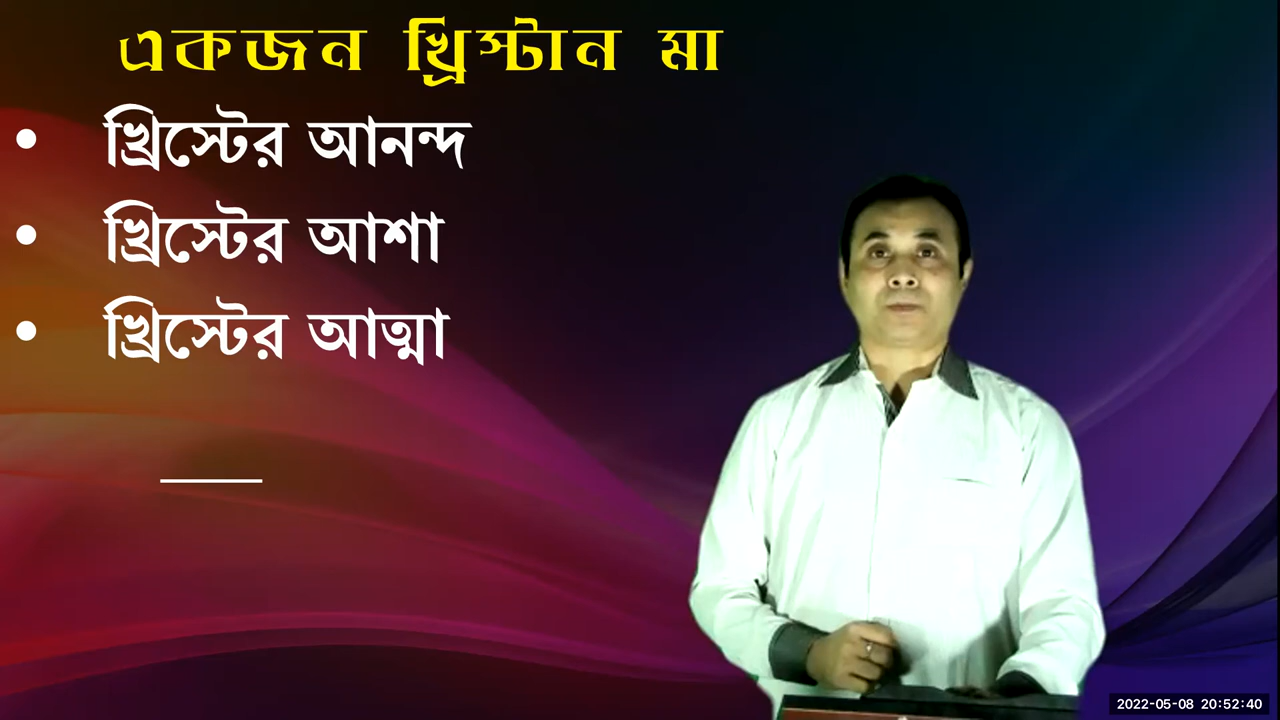 একজন খ্রিস্টান মা
• খ্রিস্টের আনন্দ
• খ্রিস্টের আশা
• খ্রিস্টের আত্মা
2022-05-08 20:52:40